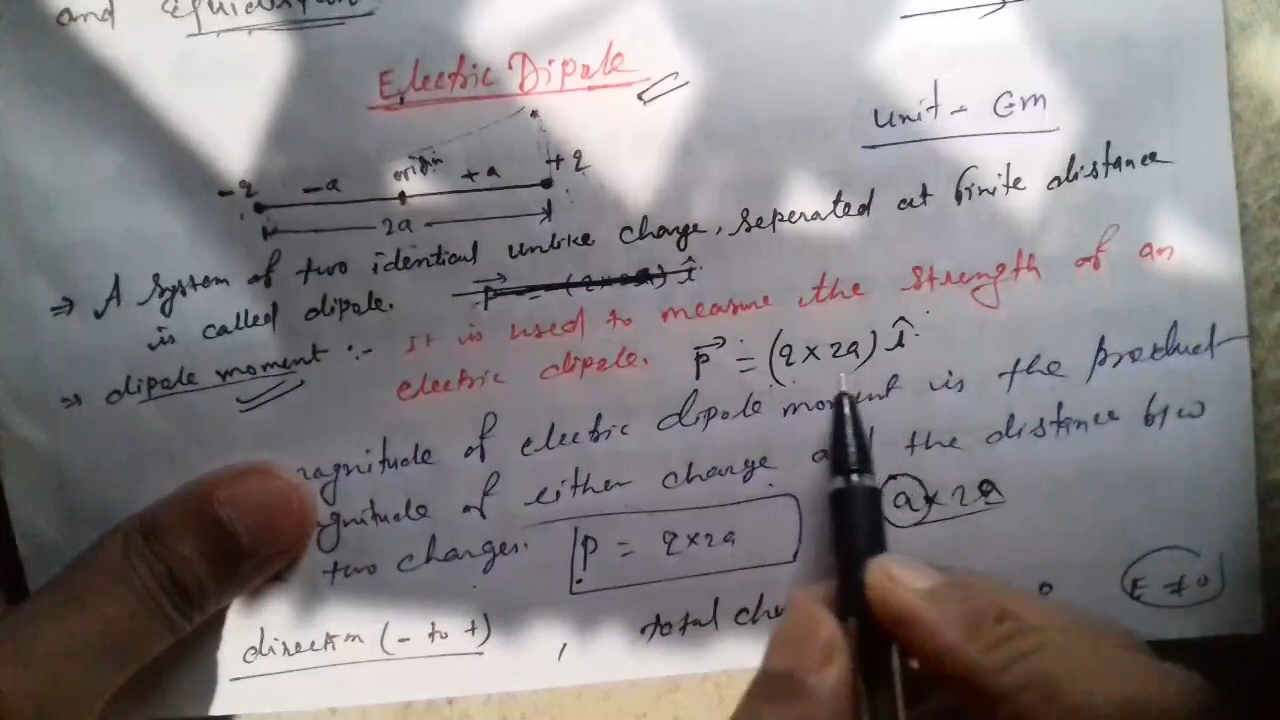 and
Electric Dipole
unit - Cm
origin
-q -a +a +q
2a
⇒ A System of two identical unlike charge, seperated at finite distance
is called dipole.
⇒ dipole moment :- It is used to measure the strength of an
electric dipole. p⃗ = (q×2a) î
magnitude of electric dipole moment is the product
gnitude of either charge the distance b/w
two charges. P = q×2a a×2a
direction (- to +) , total E ≠ 0